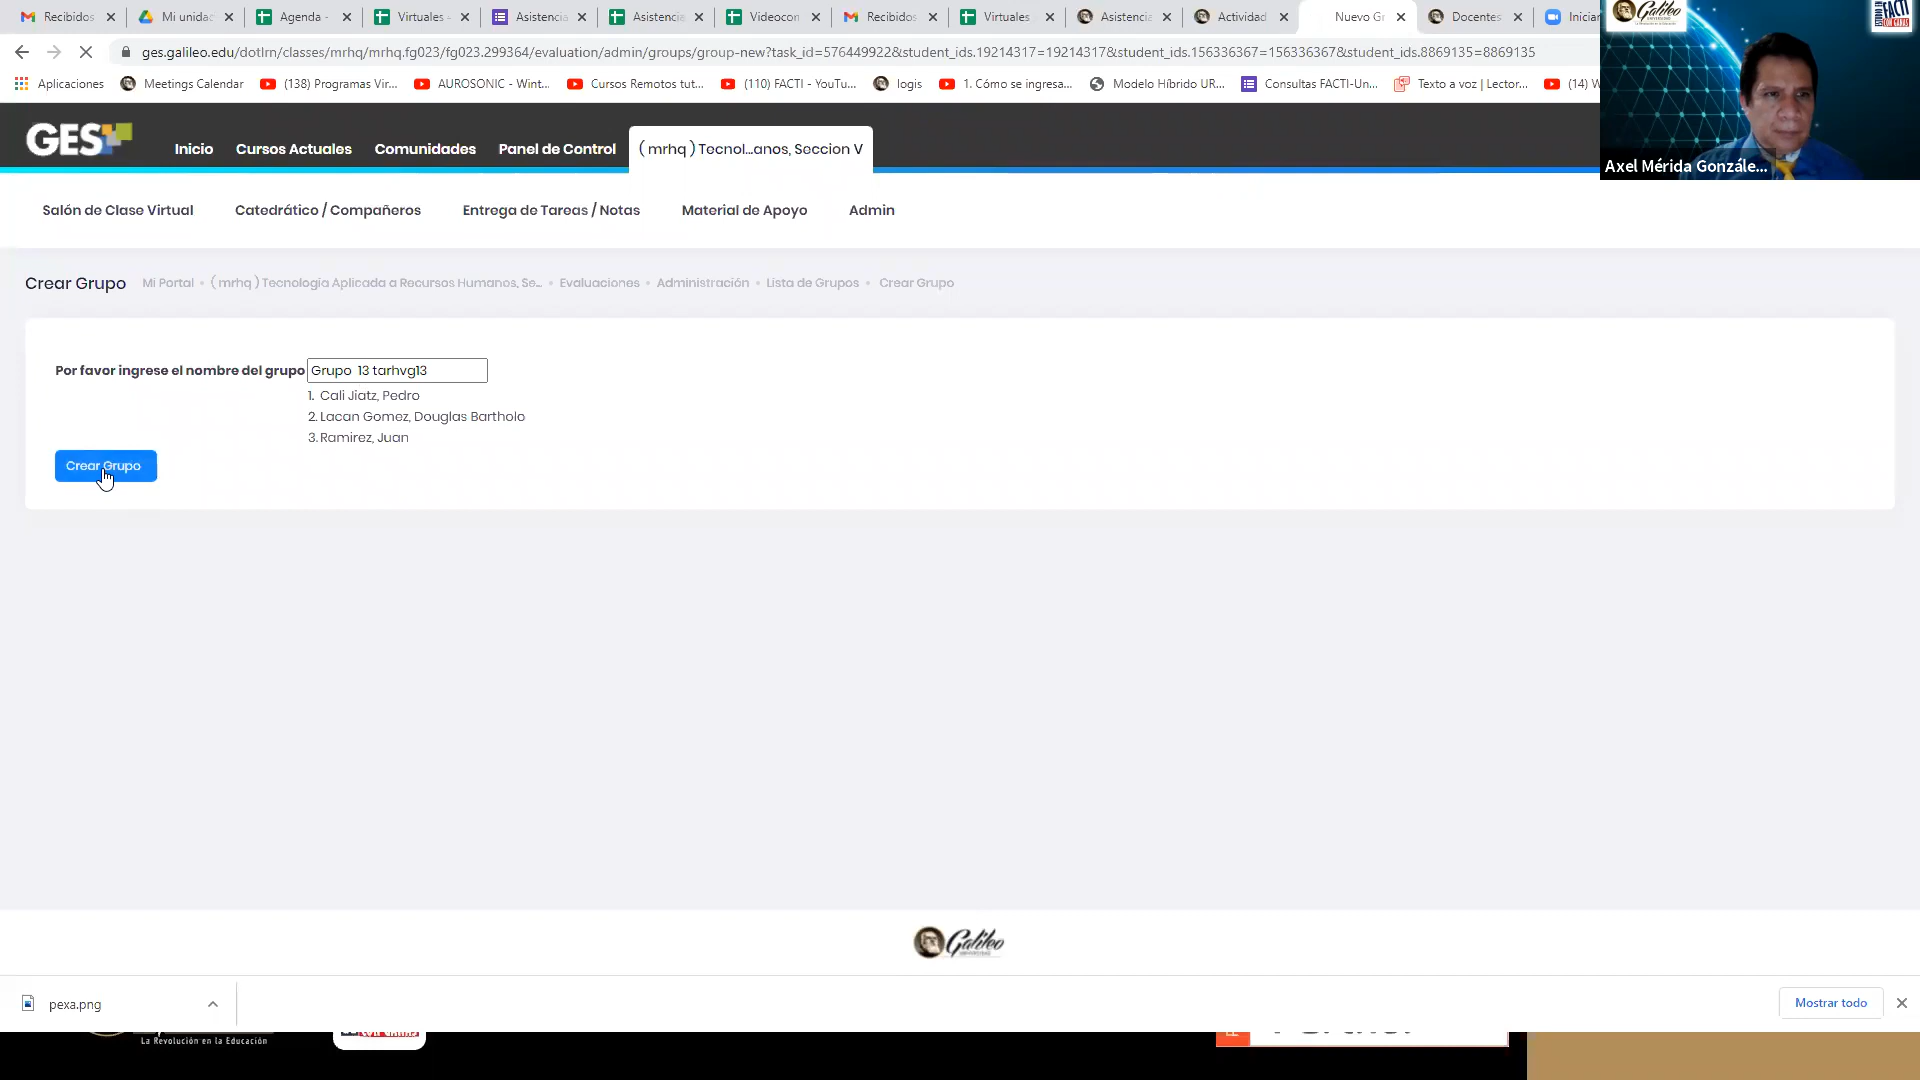 Recibidos
Mi unidad
Agenda -
Virtuales -
Asistencia
Asistencia
Videocon
Recibidos
Virtuales
Asistencia
Actividad
Nuevo Gr
Docentes
Iniciar
ges.galileo.edu/dotlrn/classes/mrhq/mrhq.fg023/fg023.299364/evaluation/admin/groups/group-new?task_id=576449922&student_ids.19214317=19214317&student_ids.156336367=156336367&student_ids.8869135=8869135
Aplicaciones
Meetings Calendar
(138) Programas Vir...
AUROSONIC - Wint...
Cursos Remotos tut...
(110) FACTI - YouTu...
logis
1. Cómo se ingresa...
Modelo Híbrido UR...
Consultas FACTI-Un...
Texto a voz | Lector...
(14) W
Galileo
FACTI
Axel Mérida Gonzále...
GES
Inicio
Cursos Actuales
Comunidades
Panel de Control
( mrhq ) Tecnol...anos, Seccion V
Salón de Clase Virtual
Catedrático / Compañeros
Entrega de Tareas / Notas
Material de Apoyo
Admin
Crear Grupo
Mi Portal • ( mrhq ) Tecnología Aplicada a Recursos Humanos, Se... • Evaluaciones • Administración • Lista de Grupos • Crear Grupo
Por favor ingrese el nombre del grupo Grupo 13 tarhvg13
1. Cali Jiatz, Pedro
2. Lacan Gomez, Douglas Bartholo
3. Ramirez, Juan
Crear Grupo
Galileo
UNIVERSIDAD
pexa.png
Mostrar todo
La Revolución en la Educación